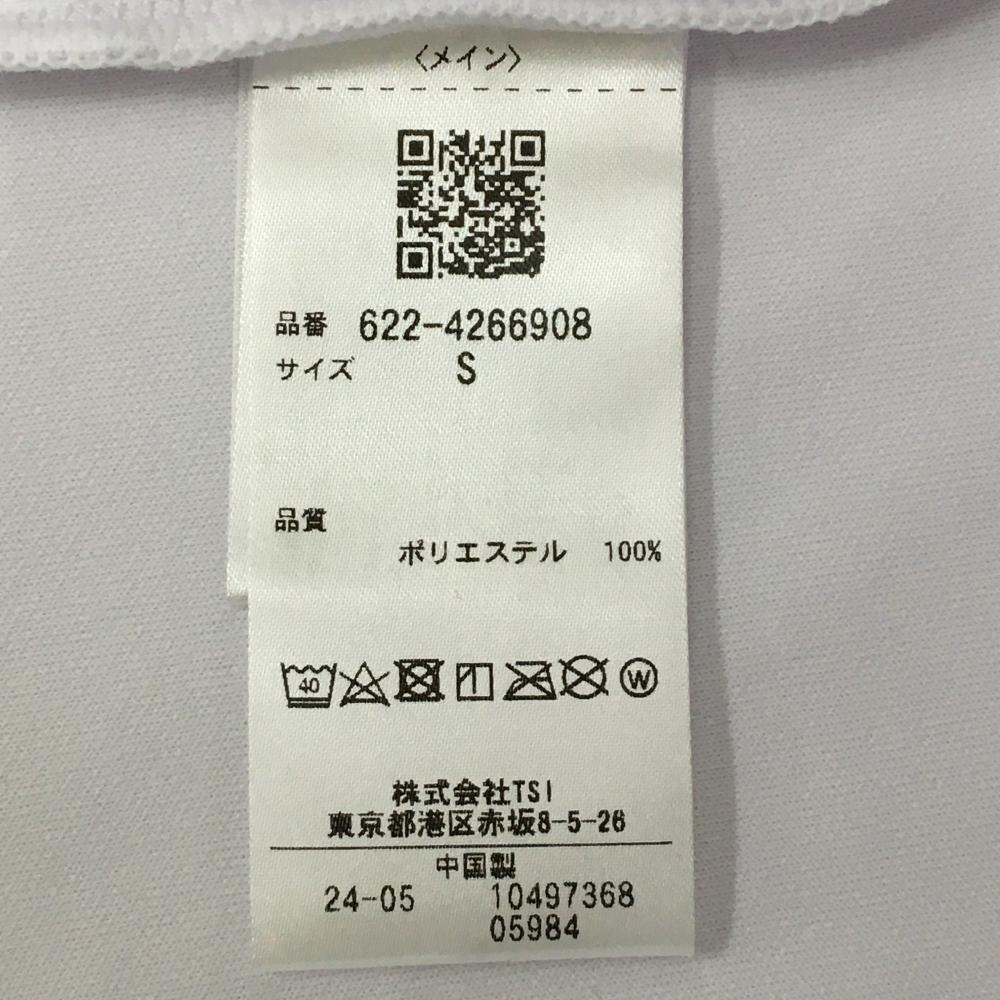 〈メイン〉
品番 622-4266908
サイズ S
品質
ポリエステル 100%
40 W
株式会社TSI
東京都港区赤坂8-5-26
中国製
24-05 10497368
05984